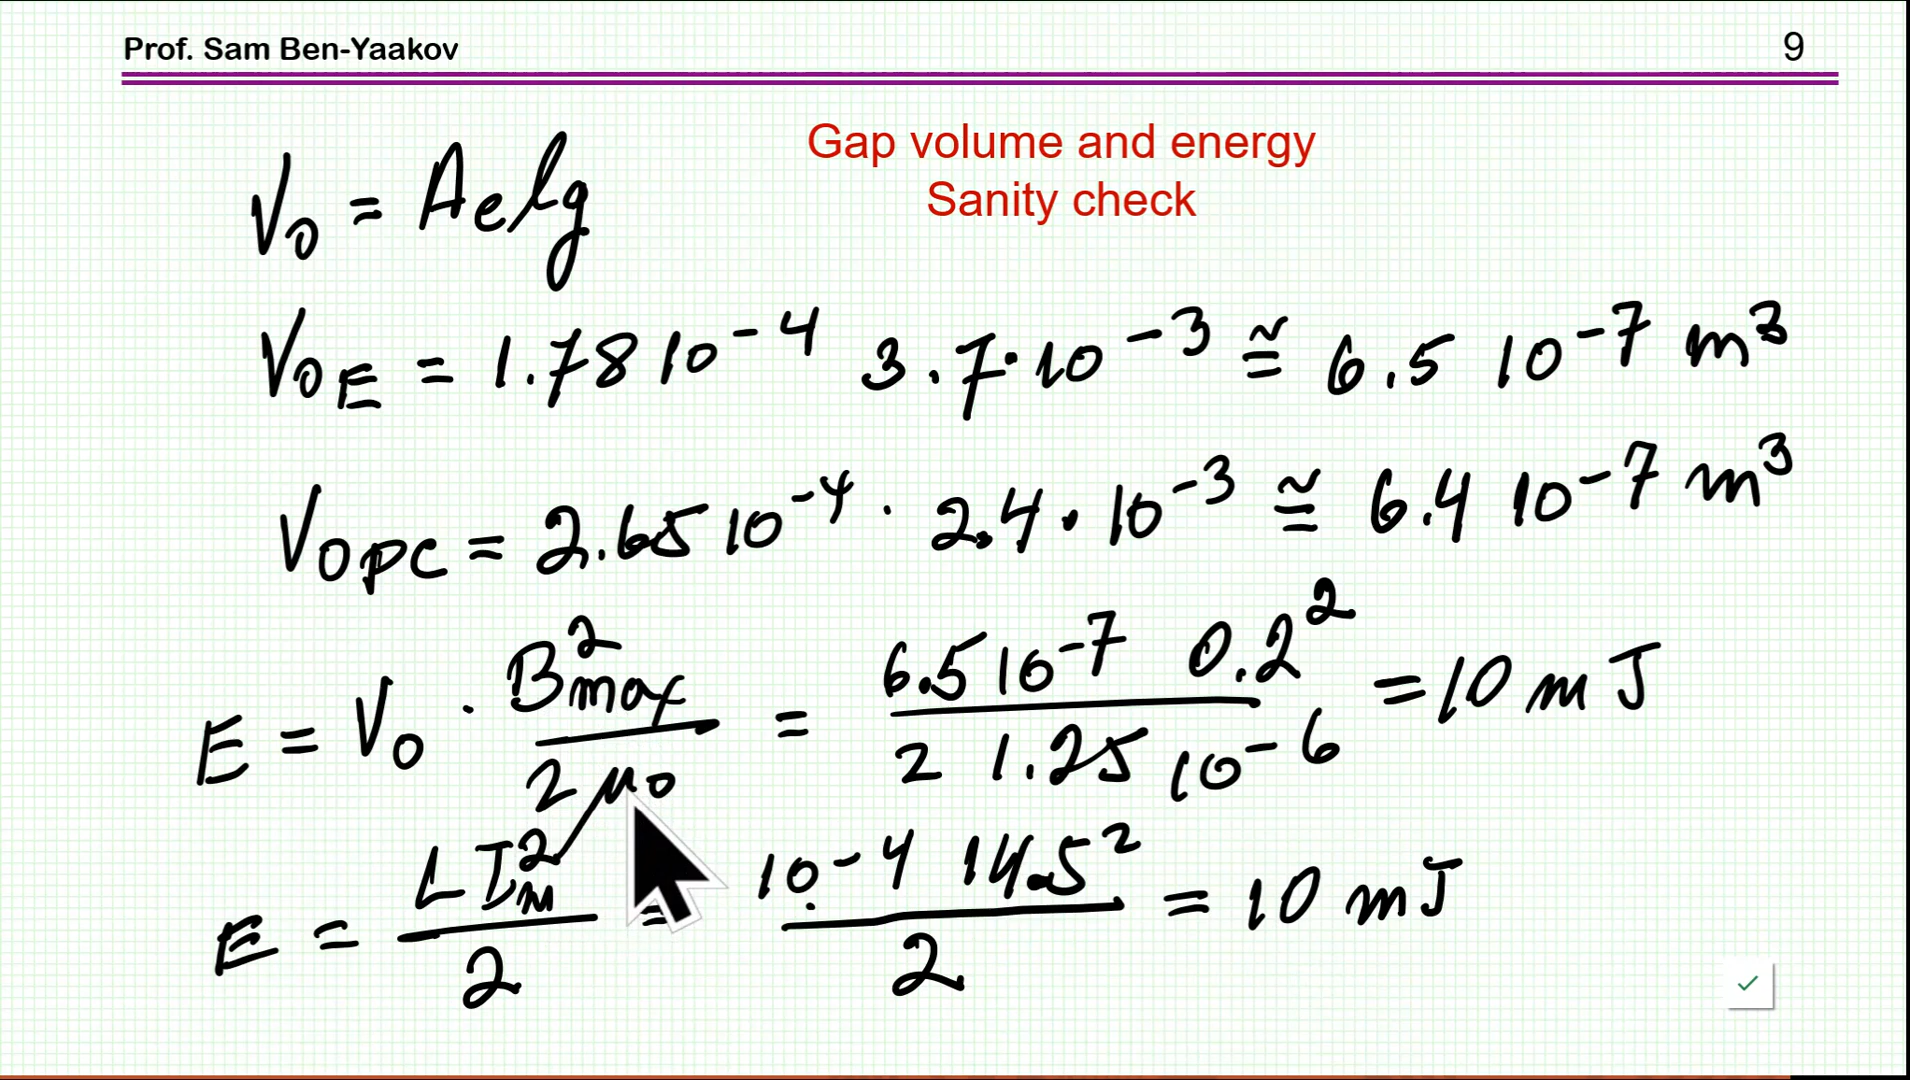 Prof. Sam Ben-Yaakov 9
Gap volume and energy
Sanity check
V₀ = Ae lg
V₀E = 1.78 10⁻⁴ 3.7·10⁻³ ≅ 6.5 10⁻⁷ m³
V₀PC = 2.65 10⁻⁴ · 2.4·10⁻³ ≅ 6.4 10⁻⁷ m³
E = V₀ · B²max / 2μ₀ = 6.5 10⁻⁷ 0.2² / 2 1.25 10⁻⁶ = 10 mJ
E = L I²m / 2 = 10⁻⁴ 14.5² / 2 = 10 mJ